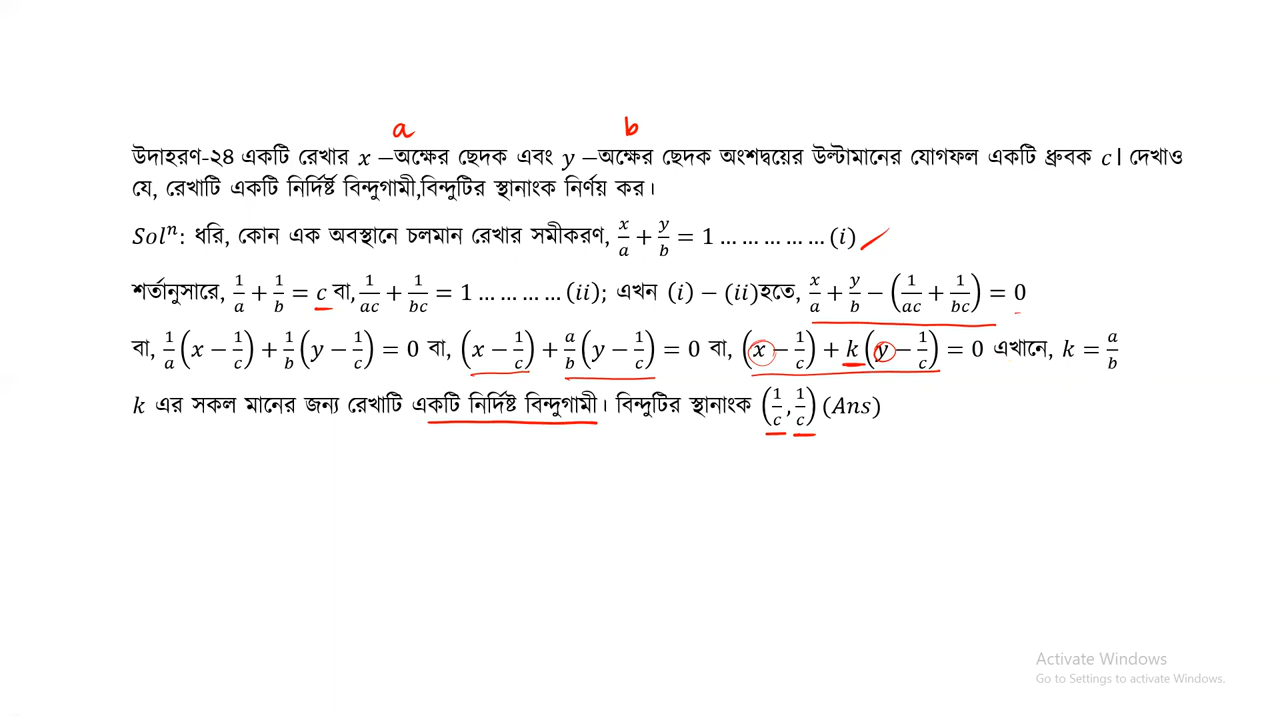 a b
উদাহরণ-২৪ একটি রেখার x −অক্ষের ছেদক এবং y −অক্ষের ছেদক অংশদ্বয়ের উল্টামানের যোগফল একটি ধ্রুবক c। দেখাও
যে, রেখাটি একটি নির্দির্ষ্ট বিন্দুগামী,বিন্দুটির স্থানাংক নির্ণয় কর।
Solⁿ: ধরি, কোন এক অবস্থানে চলমান রেখার সমীকরণ, x/a + y/b = 1 … … … … … (i)
শর্তানুসারে, 1/a + 1/b = c বা, 1/ac + 1/bc = 1 … … … … (ii); এখন (i) − (ii)হতে, x/a + y/b − (1/ac + 1/bc) = 0
বা, 1/a (x − 1/c) + 1/b (y − 1/c) = 0 বা, (x − 1/c) + a/b (y − 1/c) = 0 বা, (x − 1/c) + k (y − 1/c) = 0 এখানে, k = a/b
k এর সকল মানের জন্য রেখাটি একটি নির্দিষ্ট বিন্দুগামী। বিন্দুটির স্থানাংক (1/c, 1/c) (Ans)
Activate Windows
Go to Settings to activate Windows.